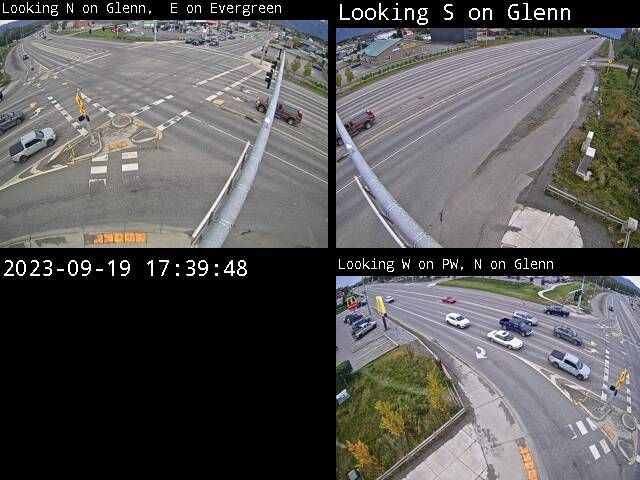 Looking N on Glenn, E on Evergreen
Looking S on Glenn
2023-09-19 17:39:48
Looking W on PW, N on Glenn